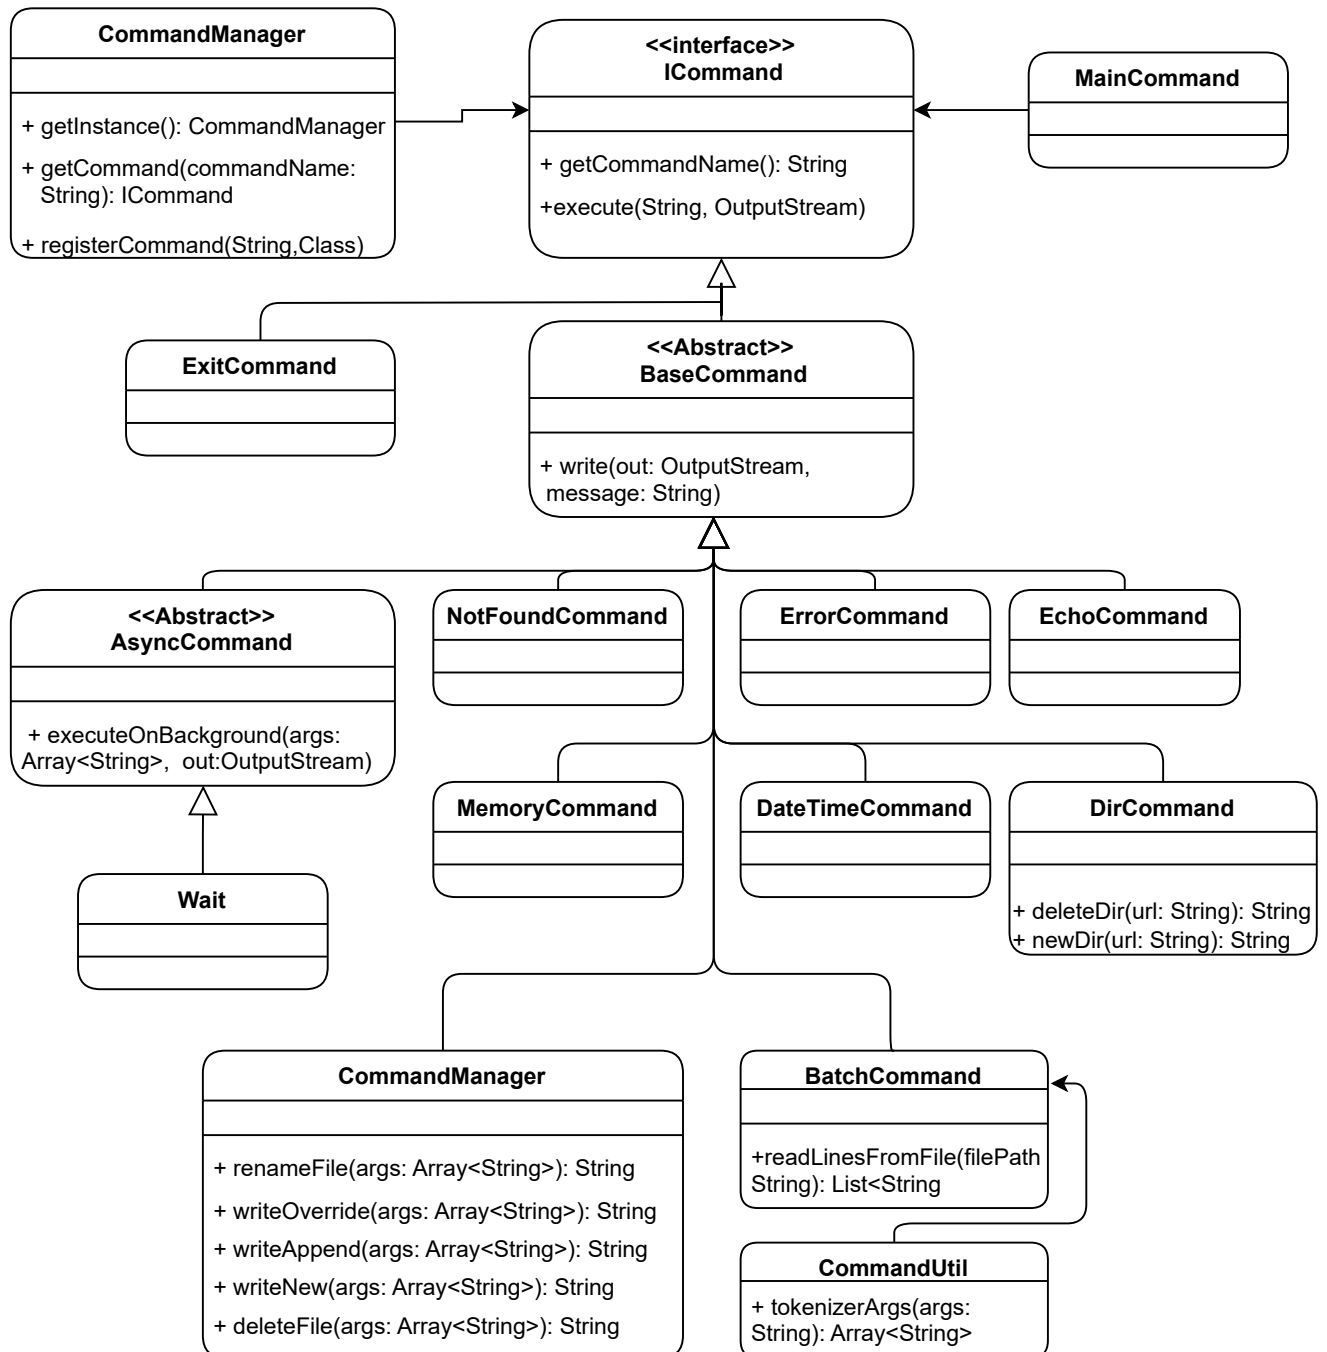 CommandManager
+ getInstance(): CommandManager
+ getCommand(commandName:
String): ICommand
+ registerCommand(String,Class)
<<interface>>
ICommand
+ getCommandName(): String
+execute(String, OutputStream)
MainCommand
ExitCommand
<<Abstract>>
BaseCommand
+ write(out: OutputStream,
message: String)
<<Abstract>>
AsyncCommand
+ executeOnBackground(args:
Array<String>,  out:OutputStream)
NotFoundCommand
ErrorCommand
EchoCommand
MemoryCommand
DateTimeCommand
DirCommand
+ deleteDir(url: String): String
+ newDir(url: String): String
Wait
CommandManager
+ renameFile(args: Array<String>): String
+ writeOverride(args: Array<String>): String
+ writeAppend(args: Array<String>): String
+ writeNew(args: Array<String>): String
+ deleteFile(args: Array<String>): String
BatchCommand
+readLinesFromFile(filePath
String): List<String
CommandUtil
+ tokenizerArgs(args:
String): Array<String>